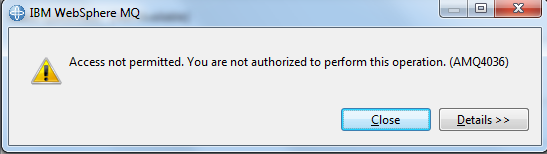 IBM WebSphere MQ
Access not permitted. You are not authorized to perform this operation. (AMQ4036)
Close
Details >>